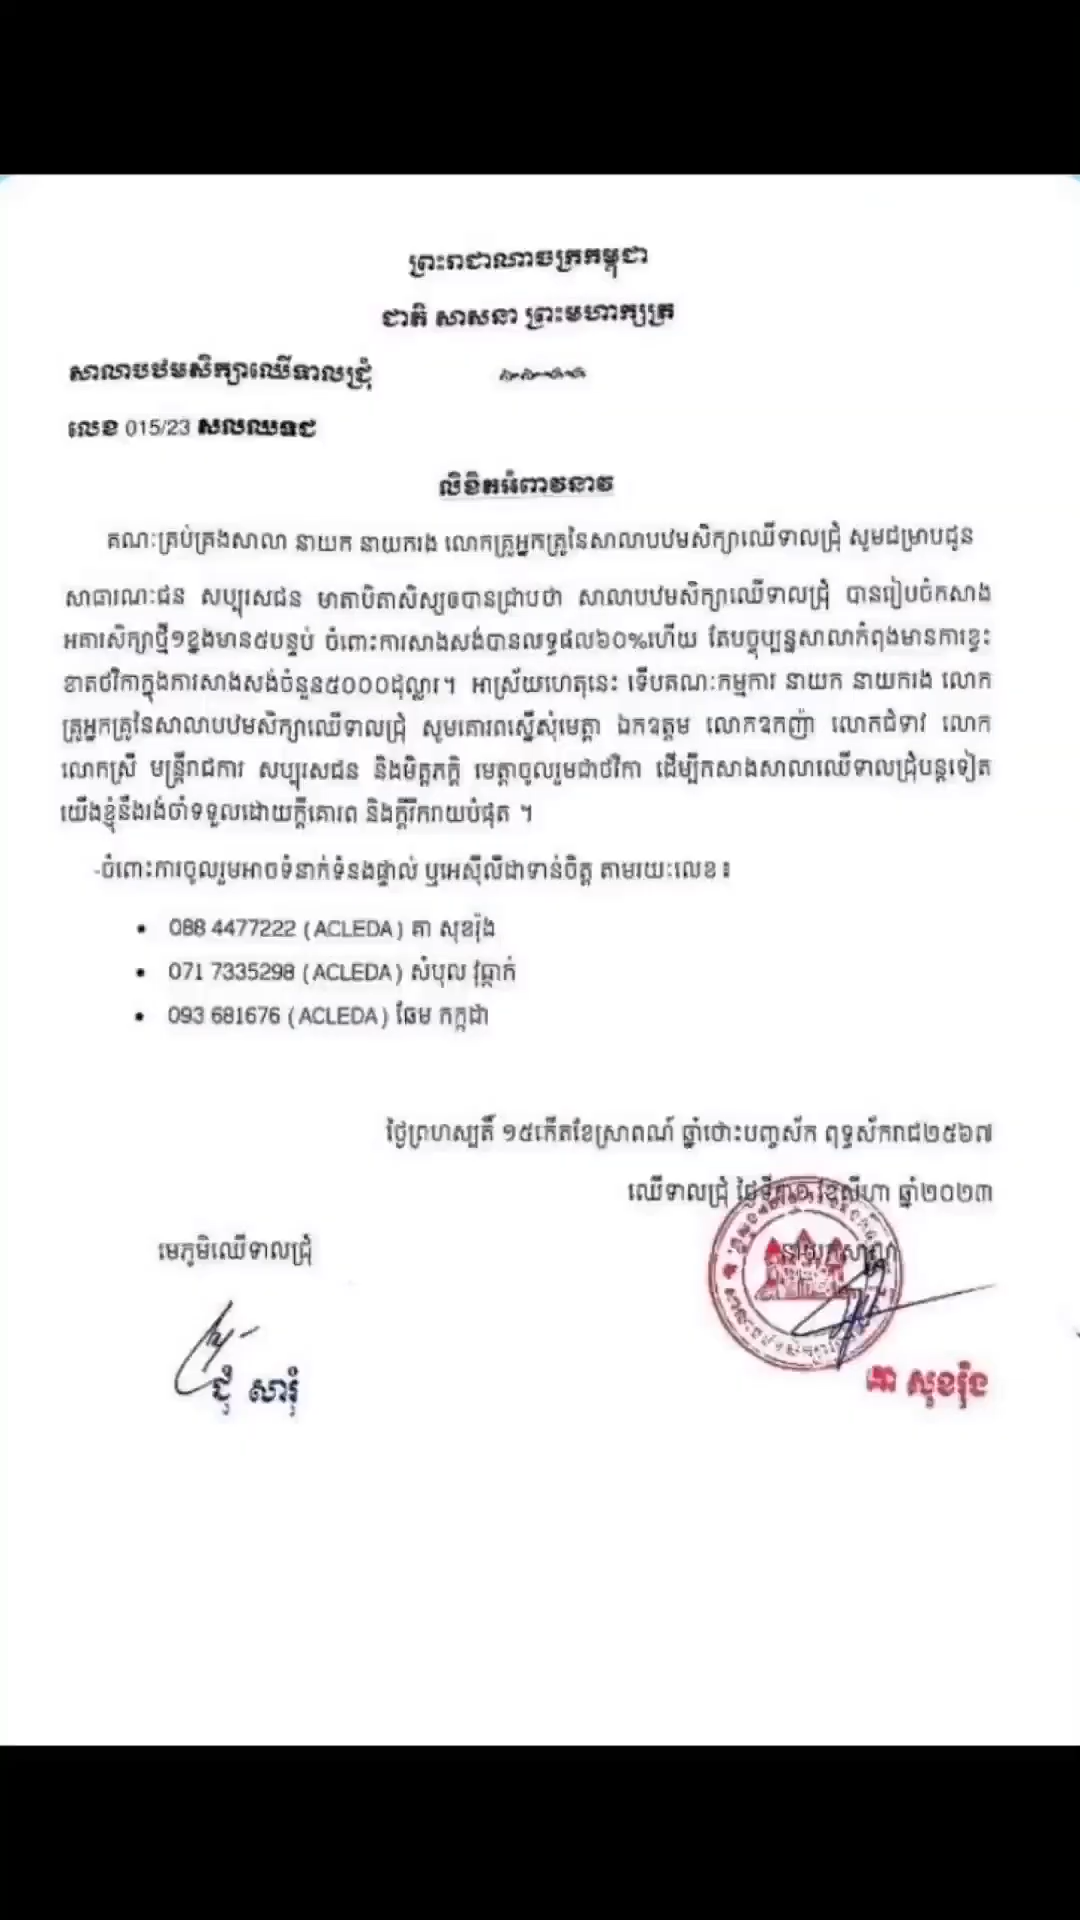 ព្រះរាជាណាចក្រកម្ពុជា
ជាតិ សាសនា ព្រះមហាក្សត្រ
សាលាបឋមសិក្សាឈើទាលជ្រុំ
លេខ 015/23 សលឈទជ
លិខិតអំពាវនាវ
គណៈគ្រប់គ្រងសាលា នាយក នាយករង លោកគ្រូអ្នកគ្រូនៃសាលាបឋមសិក្សាឈើទាលជ្រុំ សូមជម្រាបជូន
សាធារណៈជន សប្បុរសជន មាតាបិតាសិស្សឲបានជ្រាបថា សាលាបឋមសិក្សាឈើទាលជ្រុំ បានរៀបចំកសាង
អគារសិក្សាថ្មី១ខ្នងមាន៥បន្ទប់ ចំពោះការសាងសង់បានលទ្ធផល៦០%ហើយ តែបច្ចុប្បន្នសាលាកំពុងមានការខ្វះ
ខាតថវិកាក្នុងការសាងសង់ចំនួន៥០០០ដុល្លារ។ អាស្រ័យហេតុនេះ ទើបគណៈកម្មការ នាយក នាយករង លោក
គ្រូអ្នកគ្រូនៃសាលាបឋមសិក្សាឈើទាលជ្រុំ សូមគោរពស្នើសុំមេត្តា ឯកឧត្តម លោកឧកញ៉ា លោកជំទាវ លោក
លោកស្រី មន្ត្រីរាជការ សប្បុរសជន និងមិត្តភក្តិ មេត្តាចូលរួមជាថវិកា ដើម្បីកសាងសាលាឈើទាលជ្រុំបន្តទៀត
យើងខ្ញុំនឹងរង់ចាំទទួលដោយក្តីគោរព និងក្តីរីករាយបំផុត ។
-ចំពោះការចូលរួមអាចទំនាក់ទំនងផ្ទាល់ ឬអេស៊ីលីដាទាន់ចិត្ត តាមរយៈលេខ៖
• 088 4477222 (ACLEDA) គា សុខរ៉ុង
• 071 7335298 (ACLEDA) សំបុល វុធ្នាក់
• 093 681676 (ACLEDA) ឆែម កក្កដា
ថ្ងៃព្រហស្បតិ៍ ១៥កើតខែស្រាពណ៍ ឆ្នាំថោះបញ្ចស័ក ពុទ្ធស័ករាជ២៥៦៧
ឈើទាលជ្រុំ ថ្ងៃទី៣១ ខែសីហា ឆ្នាំ២០២៣
មេភូមិឈើទាលជ្រុំ
នាយកសាលា
ជុំ សារុំ
គា សុខរ៉ុង